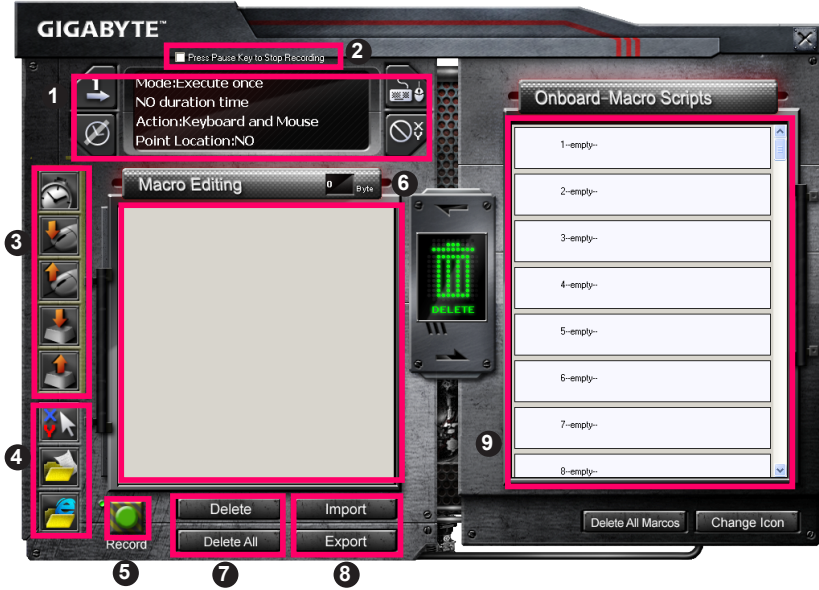 GIGABYTE™
2
Press Pause Key to Stop Recording
1
Mode:Execute once
NO duration time
Action:Keyboard and Mouse
Point Location:NO
Onboard-Macro Scripts
1--empty--
2--empty--
3--empty--
4--empty--
5--empty--
6--empty--
7--empty--
8--empty--
Macro Editing
0 Byte
6
3
DELETE
X
Y
4
9
Record
5
Delete
Delete All
7
Import
Export
8
Delete All Marcos
Change Icon